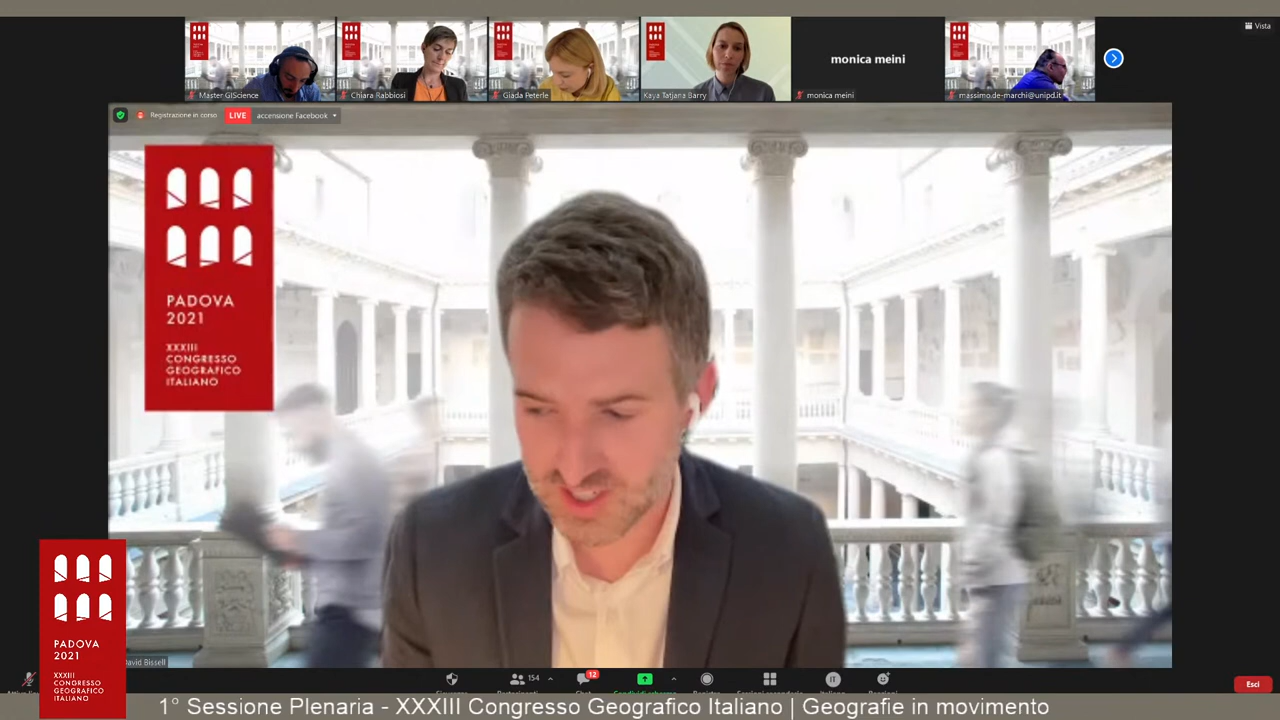 Vista
monica meini
Master GIScience
Chiara Rabbiosi
Giada Peterle
Kaya Tatjana Barry
monica meini
massimo.de-marchi@unipd.it
Registrazione in corso
LIVE
accensione Facebook
PADOVA
2021
XXXIII
CONGRESSO
GEOGRAFICO
ITALIANO
David Bissell
PADOVA
2021
XXXIII
CONGRESSO
GEOGRAFICO
ITALIANO
154
12
IT
Esci
1° Sessione Plenaria - XXXIII Congresso Geografico Italiano | Geografie in movimento